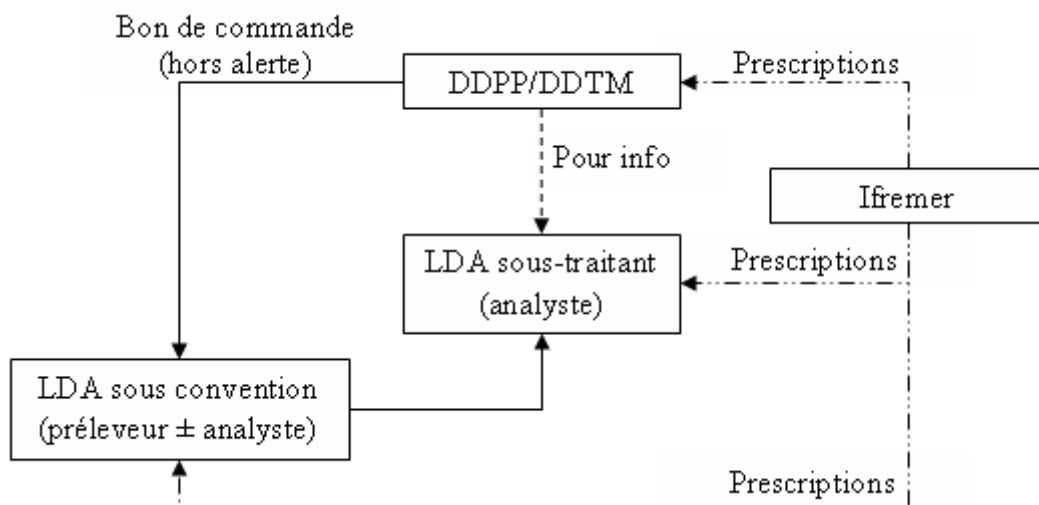 Bon de commande
(hors alerte)
DDPP/DDTM
Prescriptions
Pour info
Ifremer
LDA sous-traitant
(analyste)
Prescriptions
LDA sous convention
(préleveur ± analyste)
Prescriptions